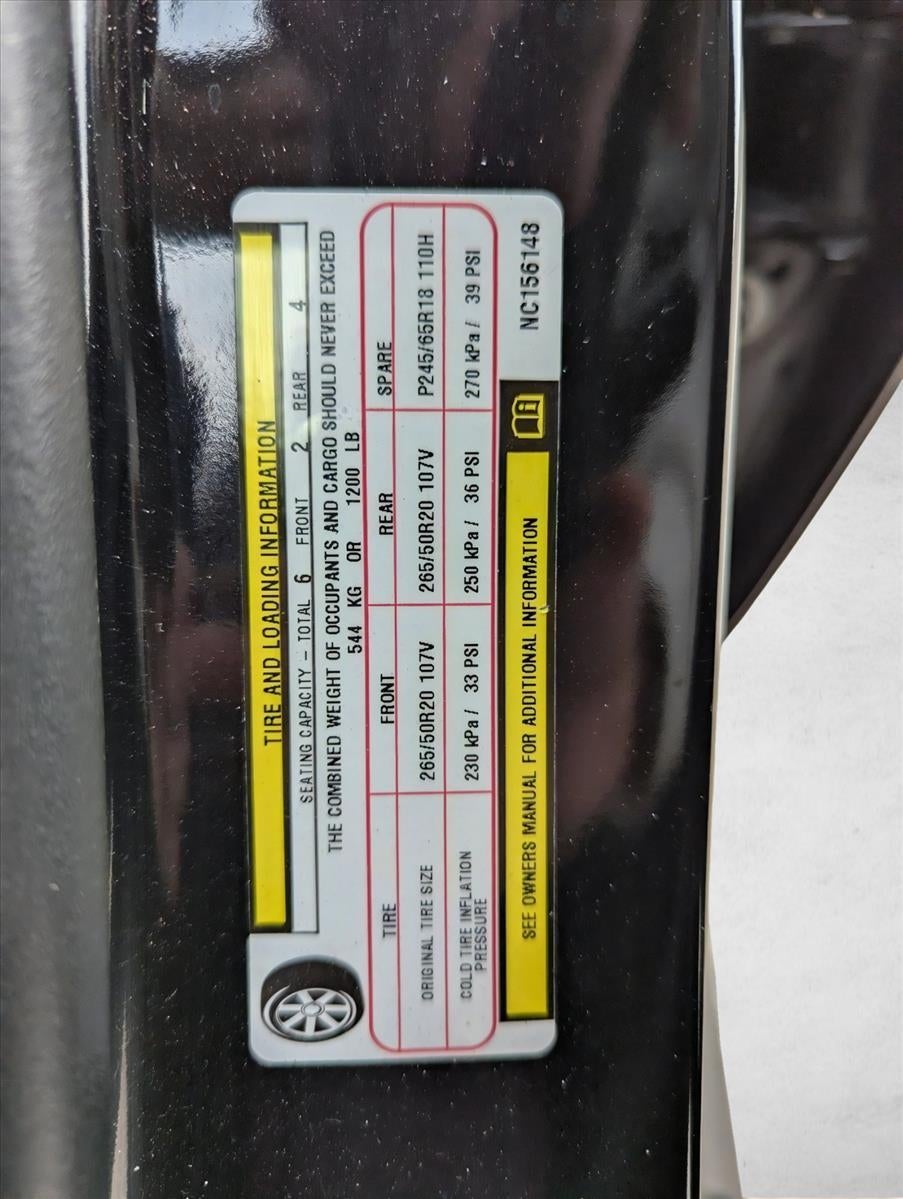 TIRE AND LOADING INFORMATION
SEATING CAPACITY – TOTAL 6 FRONT 2 REAR 4
THE COMBINED WEIGHT OF OCCUPANTS AND CARGO SHOULD NEVER EXCEED
544 KG OR 1200 LB
TIRE FRONT REAR SPARE
ORIGINAL TIRE SIZE 265/50R20 107V 265/50R20 107V P245/65R18 110H
COLD TIRE INFLATION PRESSURE 230 kPa / 33 PSI 250 kPa / 36 PSI 270 kPa / 39 PSI
SEE OWNERS MANUAL FOR ADDITIONAL INFORMATION
NC156148